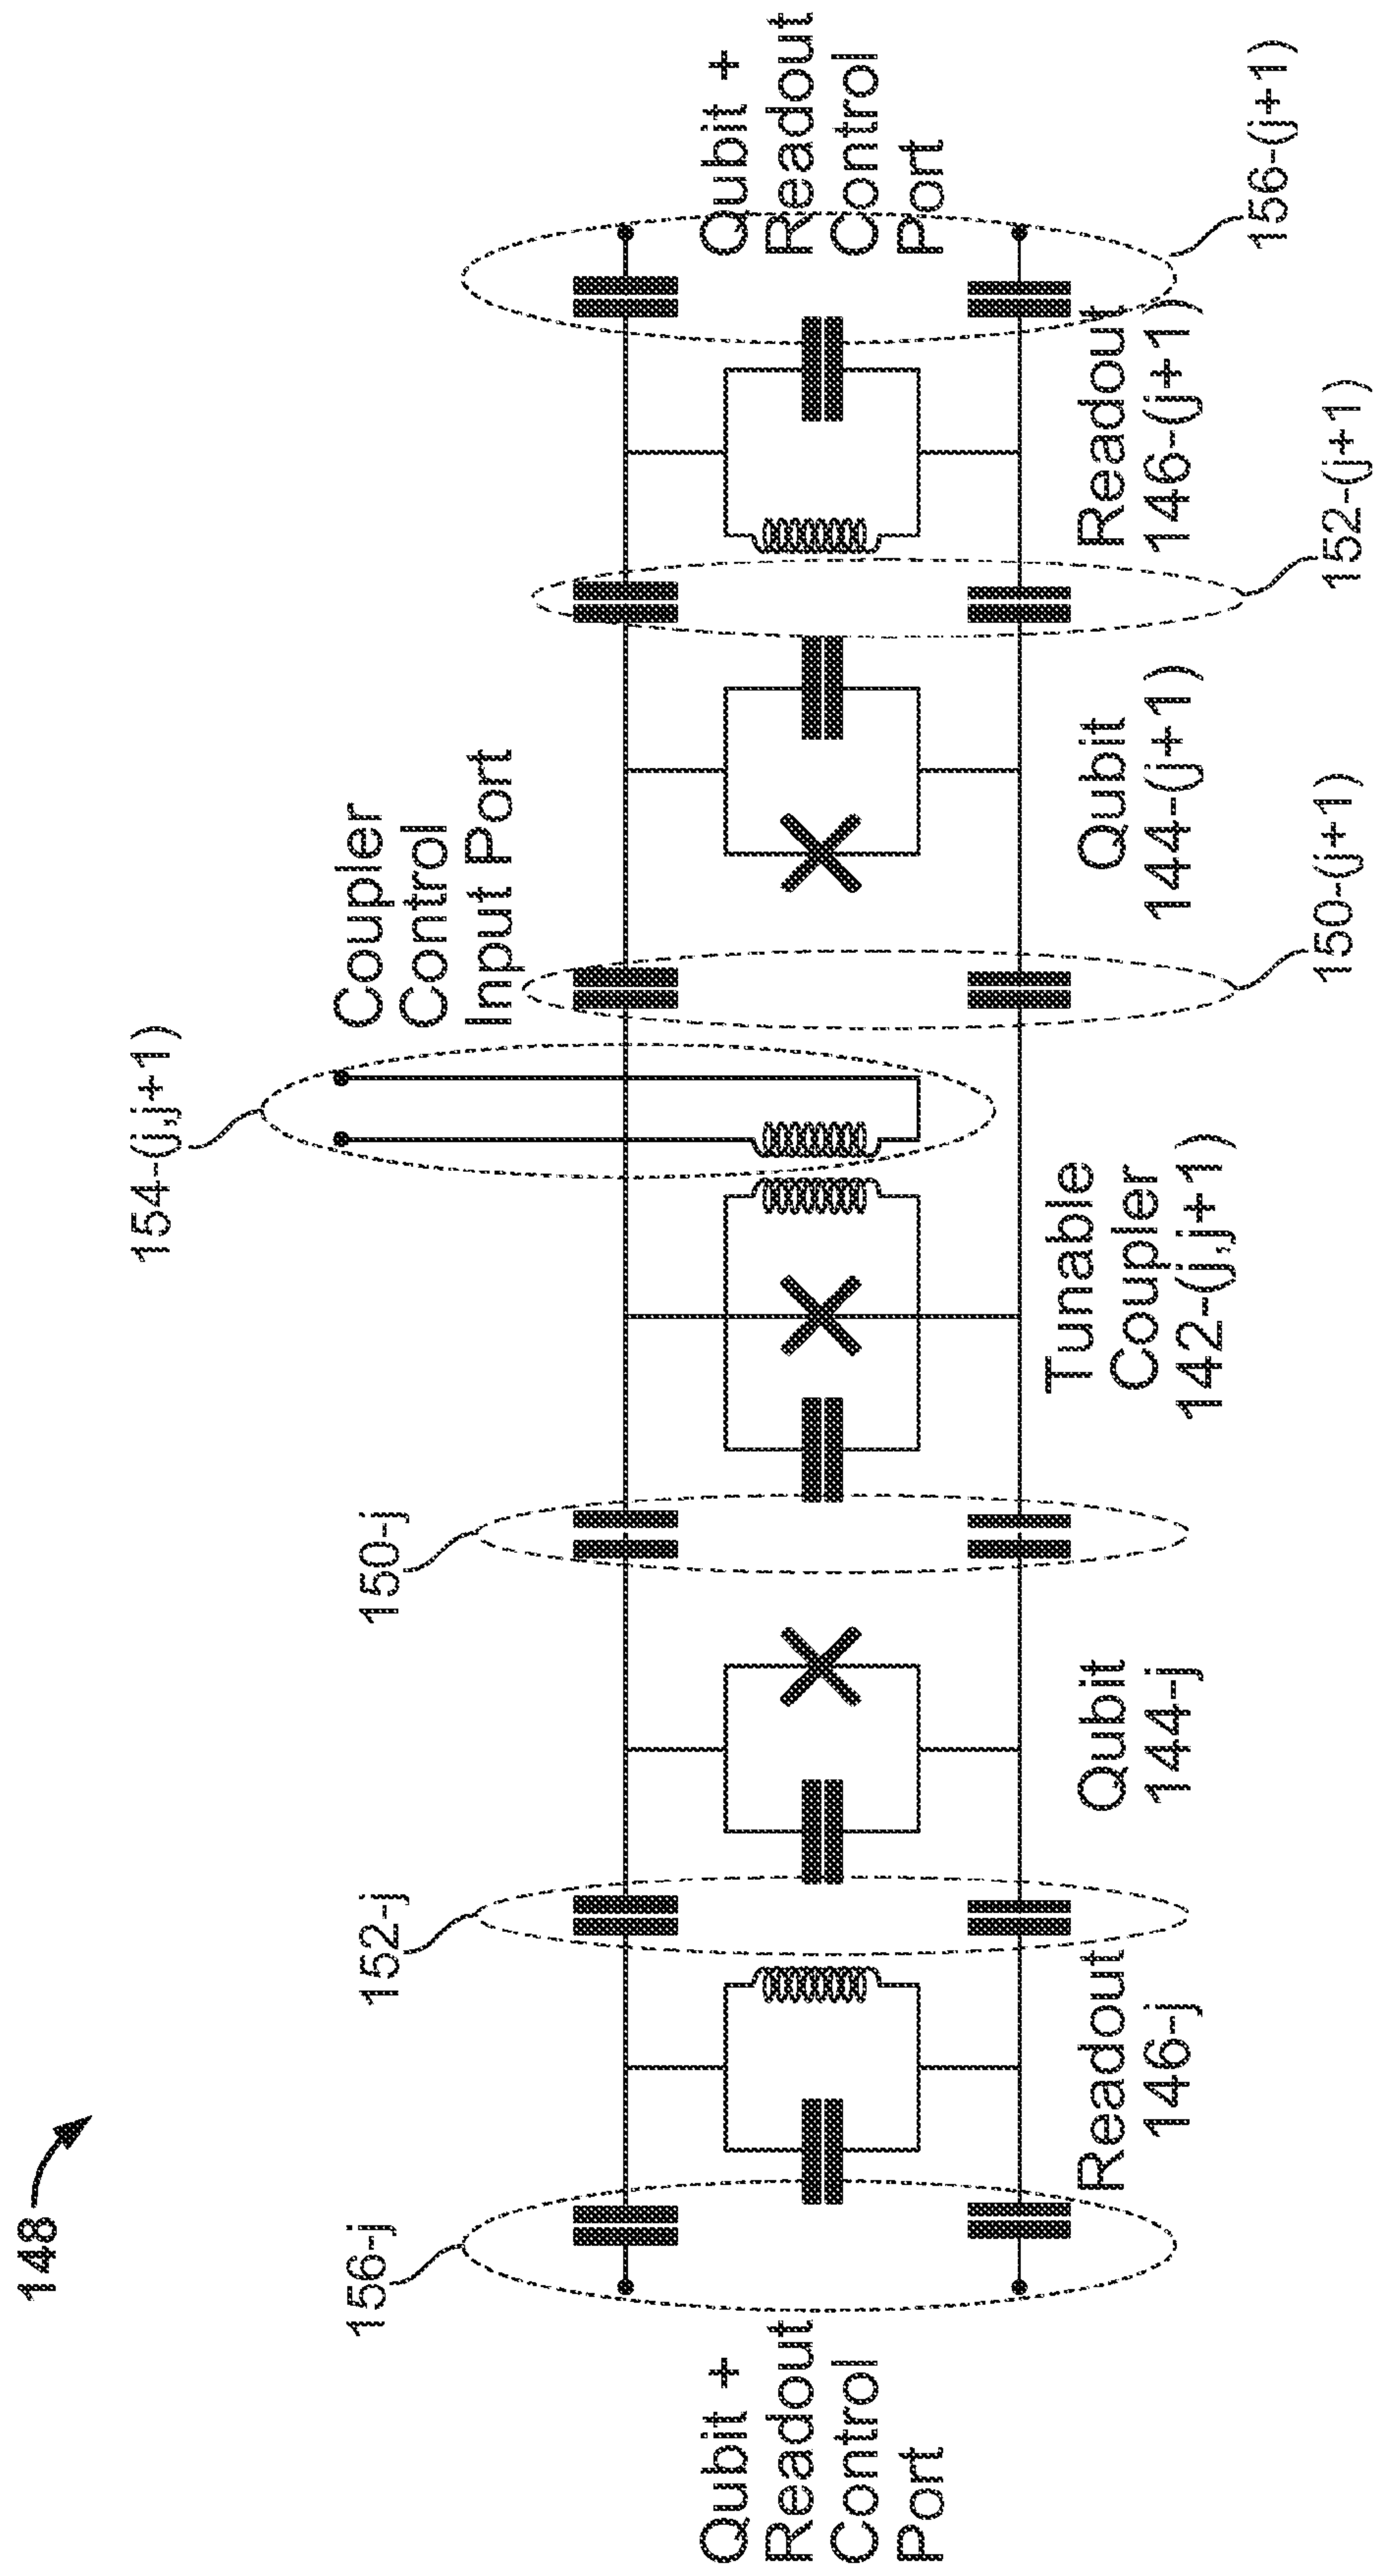 148
154-(j,j+1)
Coupler
Control
Input Port
156-j
152-j
150-j
Qubit +
Readout
Control
Port
Qubit +
Readout
Control
Port
Readout
146-j
Qubit
144-j
Tunable
Coupler
142-(j,j+1)
Qubit
144-(j+1)
Readout
146-(j+1)
150-(j+1)
152-(j+1)
156-(j+1)